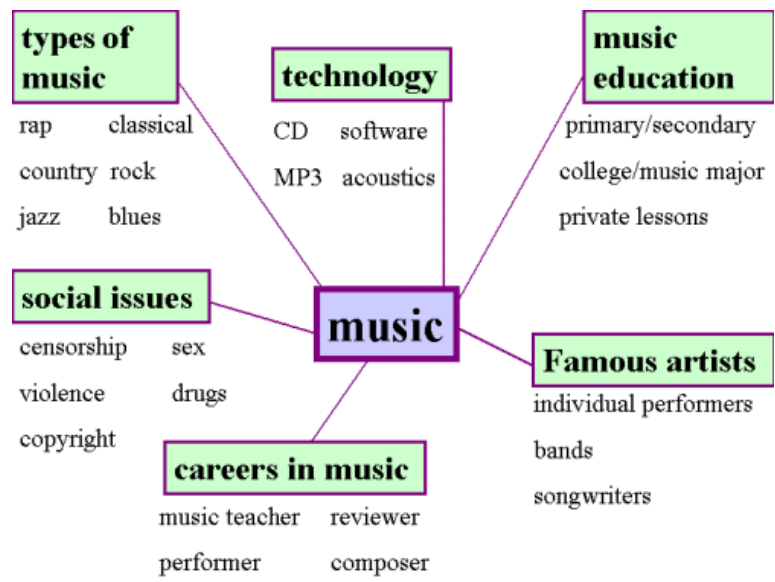 types of
music
rap classical
country rock
jazz blues
technology
CD software
MP3 acoustics
music
education
primary/secondary
college/music major
private lessons
social issues
censorship sex
violence drugs
copyright
music
Famous artists
individual performers
bands
songwriters
careers in music
music teacher reviewer
performer composer